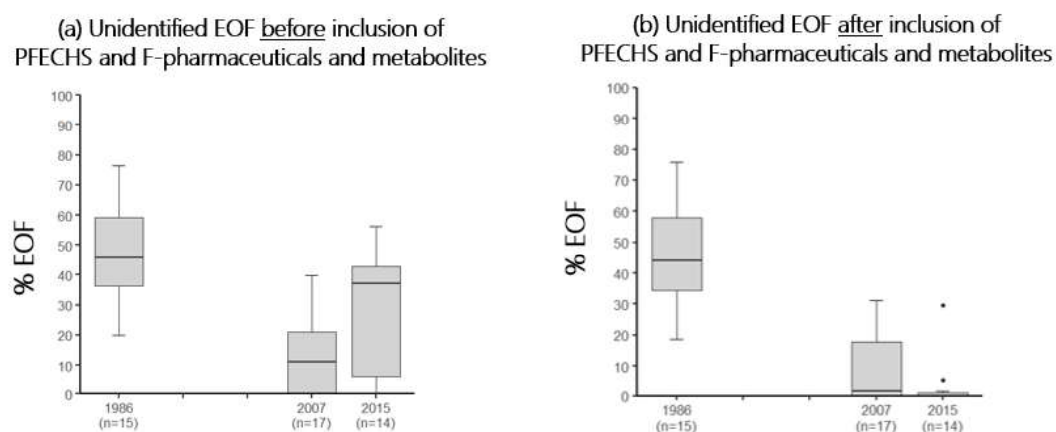 (a) Unidentified EOF before inclusion of
PFECHS and F-pharmaceuticals and metabolites
100
90
80
70
60
50
40
30
20
10
0
% EOF
1986
(n=15)
2007
(n=17)
2015
(n=14)
(b) Unidentified EOF after inclusion of
PFECHS and F-pharmaceuticals and metabolites
100
90
80
70
60
50
40
30
20
10
0
% EOF
1986
(n=15)
2007
(n=17)
2015
(n=14)